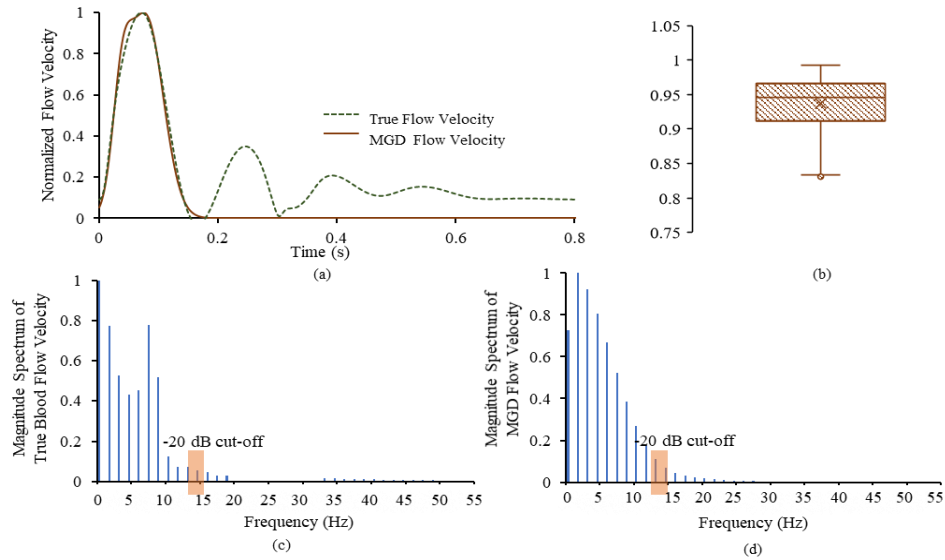 Normalized Flow Velocity
1
0.8
0.6
0.4
0.2
0
0 0.2 0.4 0.6 0.8
Time (s)
True Flow Velocity
MGD Flow Velocity
(a)
1.05
1
0.95
0.9
0.85
0.8
0.75
(b)
Magnitude Spectrum of
True Blood Flow Velocity
1
0.8
0.6
0.4
0.2
0
-20 dB cut-off
0 5 10 15 20 25 30 35 40 45 50 55
Frequency (Hz)
(c)
Magnitude Spectrum of
MGD Flow Velocity
1
0.8
0.6
0.4
0.2
0
-20 dB cut-off
0 5 10 15 20 25 30 35 40 45 50 55
Frequency (Hz)
(d)